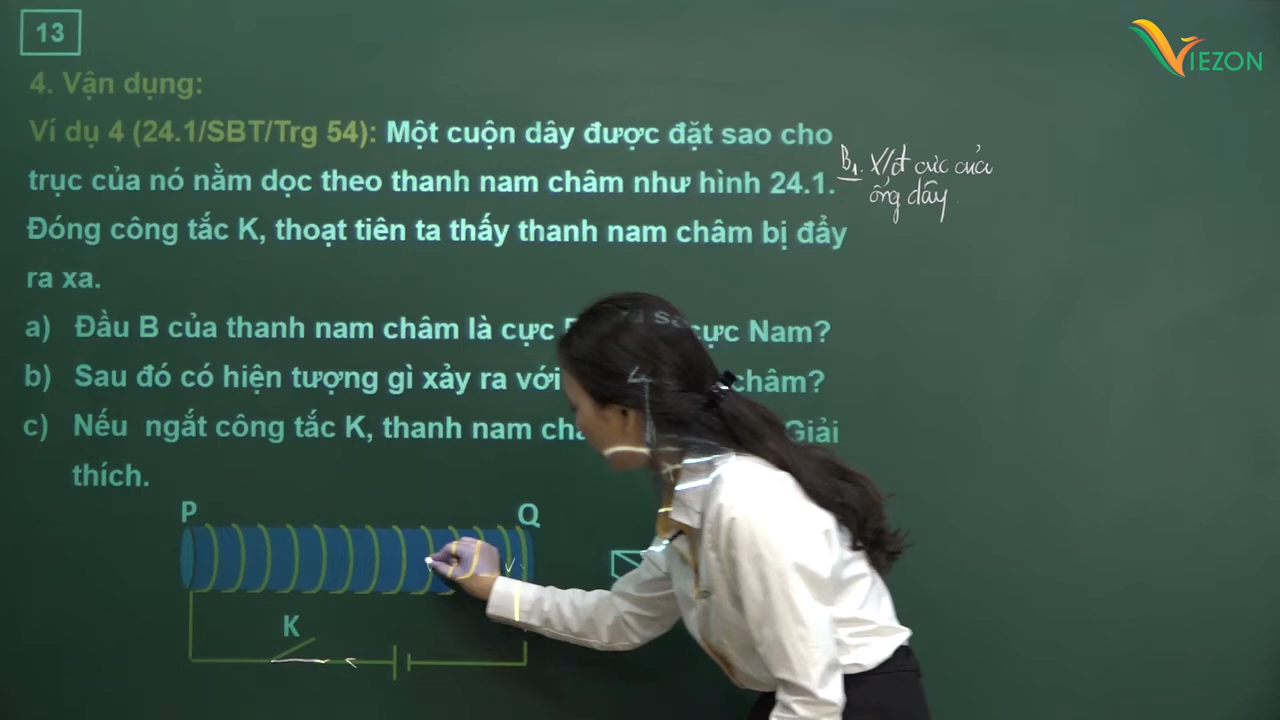 13
VIEZON
4. Vận dụng:
Ví dụ 4 (24.1/SBT/Trg 54): Một cuộn dây được đặt sao cho
trục của nó nằm dọc theo thanh nam châm như hình 24.1.
Đóng công tắc K, thoạt tiên ta thấy thanh nam châm bị đẩy
ra xa.
a) Đầu B của thanh nam châm là cực cực Nam?
b) Sau đó có hiện tượng gì xảy ra với châm?
c) Nếu ngắt công tắc K, thanh nam Giải
thích.
B1. X/đ cực của
ống dây.
P
Q
K